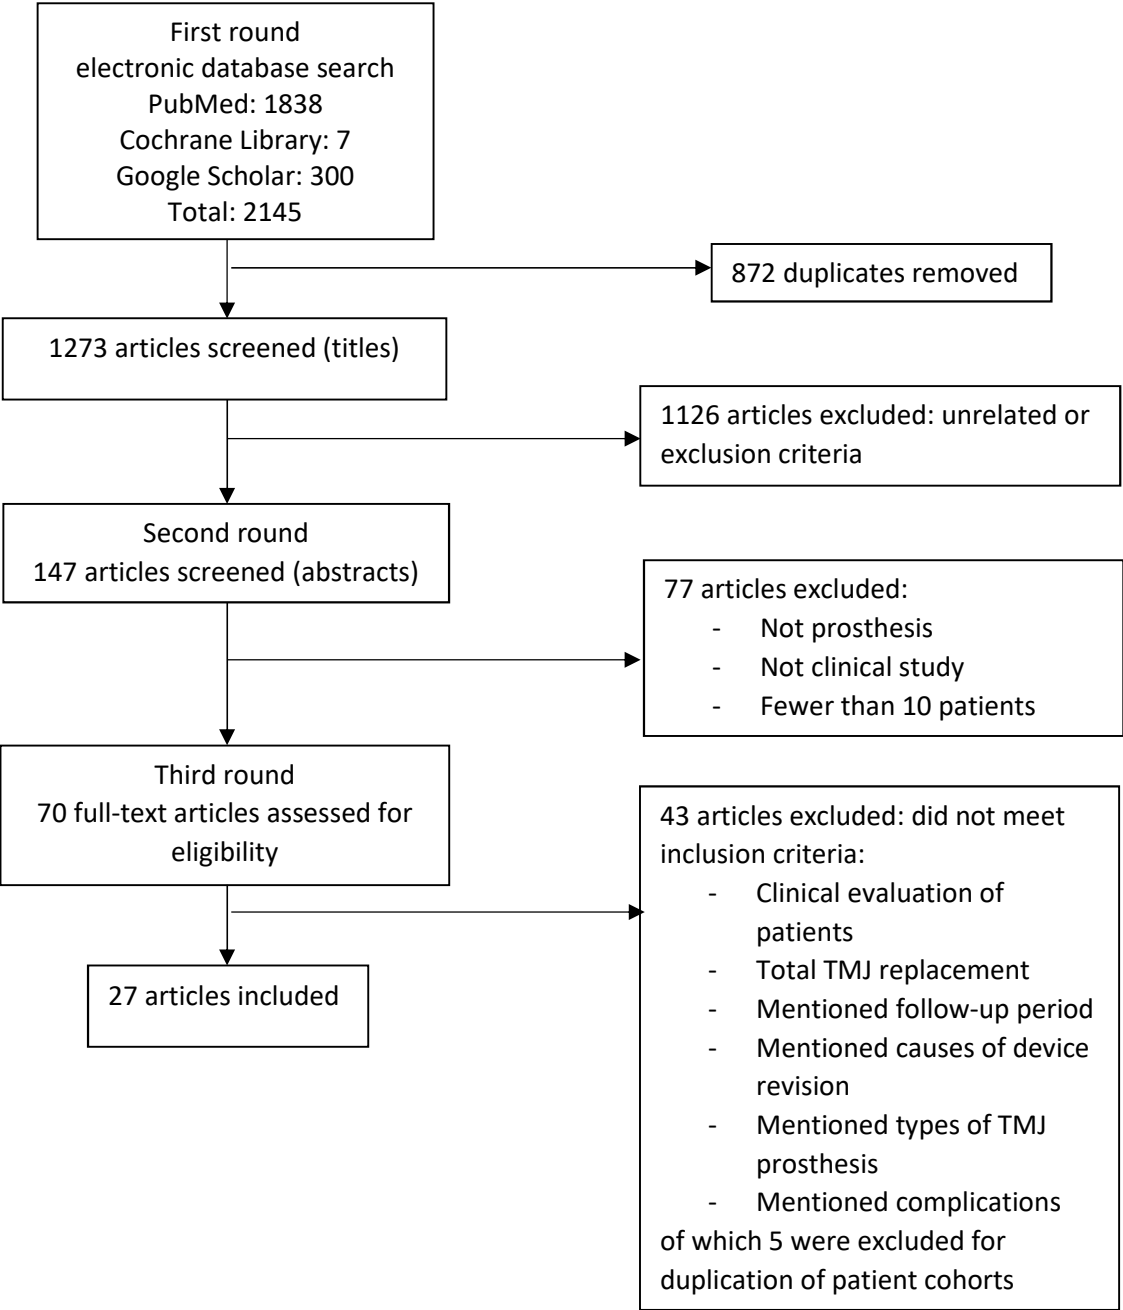 First round
electronic database search
PubMed: 1838
Cochrane Library: 7
Google Scholar: 300
Total: 2145
872 duplicates removed
1273 articles screened (titles)
1126 articles excluded: unrelated or
exclusion criteria
Second round
147 articles screened (abstracts)
77 articles excluded:
- Not prosthesis
- Not clinical study
- Fewer than 10 patients
Third round
70 full-text articles assessed for
eligibility
43 articles excluded: did not meet
inclusion criteria:
- Clinical evaluation of
patients
- Total TMJ replacement
- Mentioned follow-up period
- Mentioned causes of device
revision
- Mentioned types of TMJ
prosthesis
- Mentioned complications
of which 5 were excluded for
duplication of patient cohorts
27 articles included